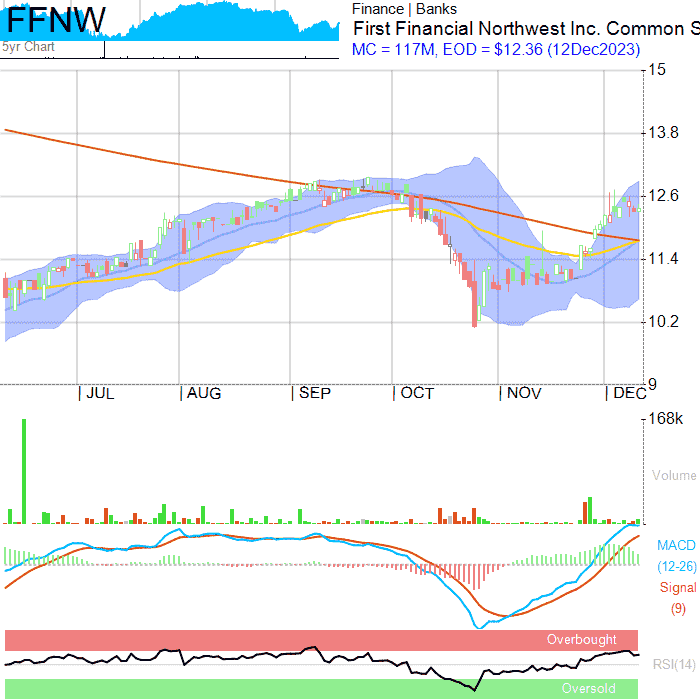 FFNW
5yr Chart
Finance | Banks
First Financial Northwest Inc. Common S
MC = 117M, EOD = $12.36 (12Dec2023)
15
13.8
12.6
11.4
10.2
9
| JUL | AUG | SEP | OCT | NOV | DEC
168k
Volume
MACD
(12-26)
Signal
(9)
Overbought
RSI(14)
Oversold